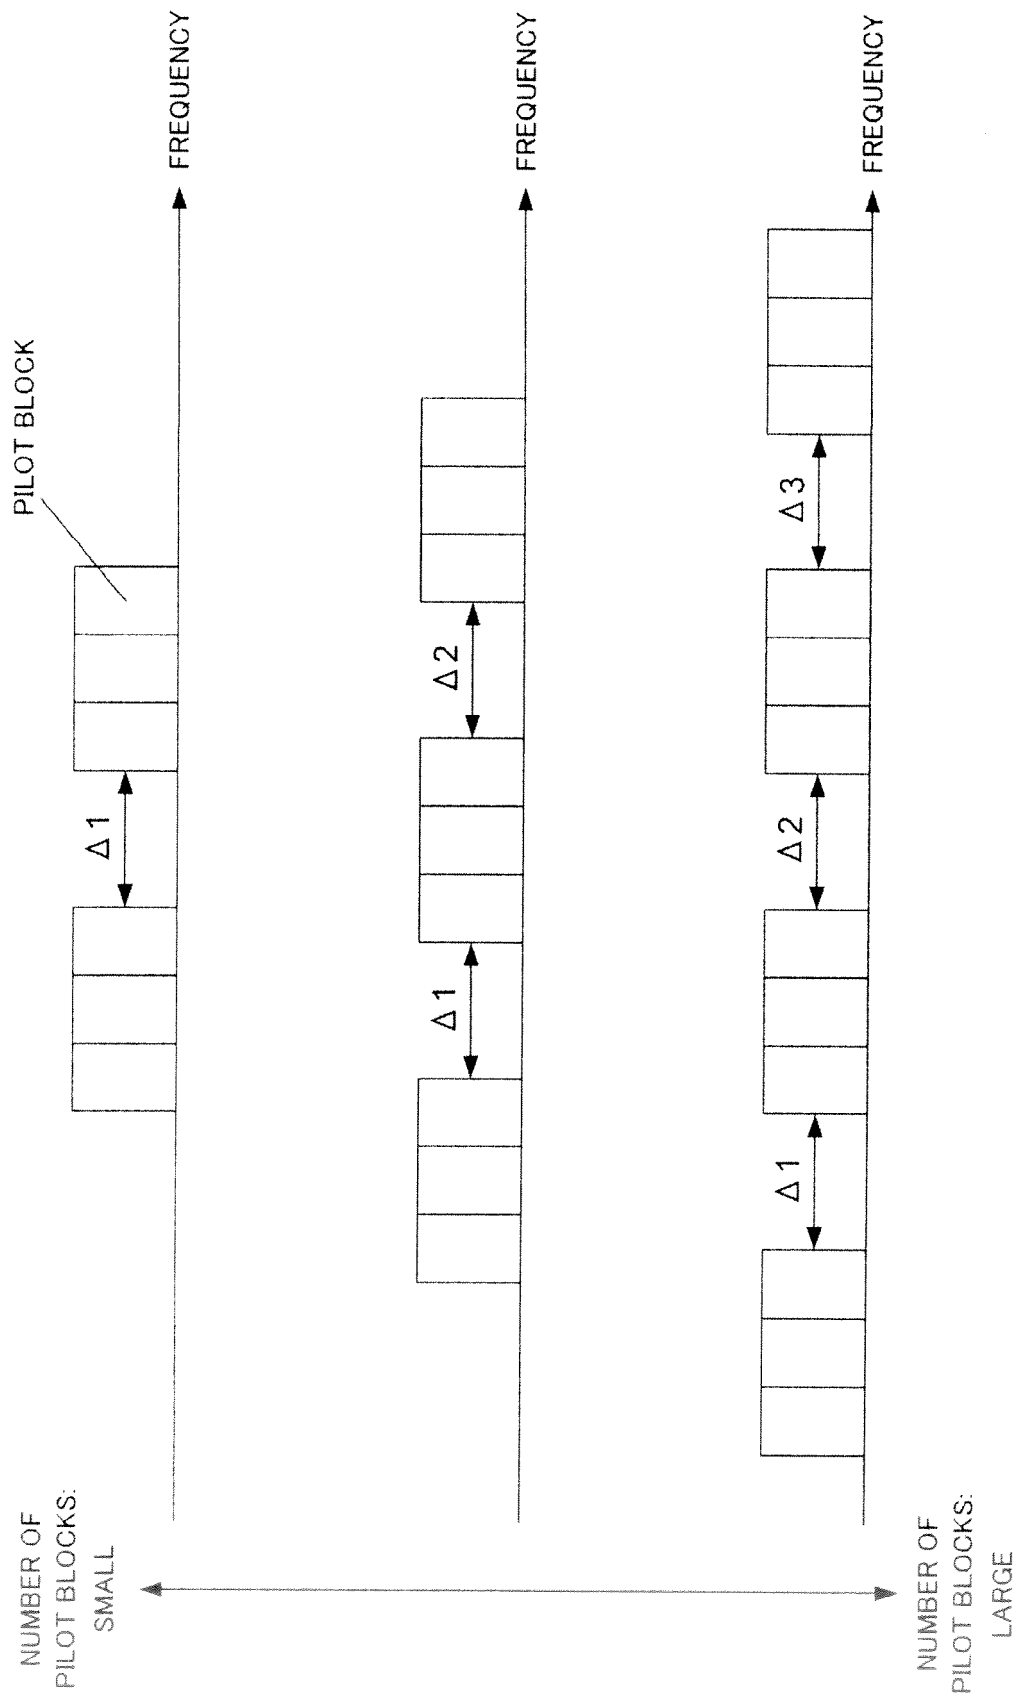 NUMBER OF
PILOT BLOCKS:
SMALL
PILOT BLOCK
Δ1
FREQUENCY
Δ1
Δ2
FREQUENCY
Δ1
Δ2
Δ3
FREQUENCY
NUMBER OF
PILOT BLOCKS:
LARGE